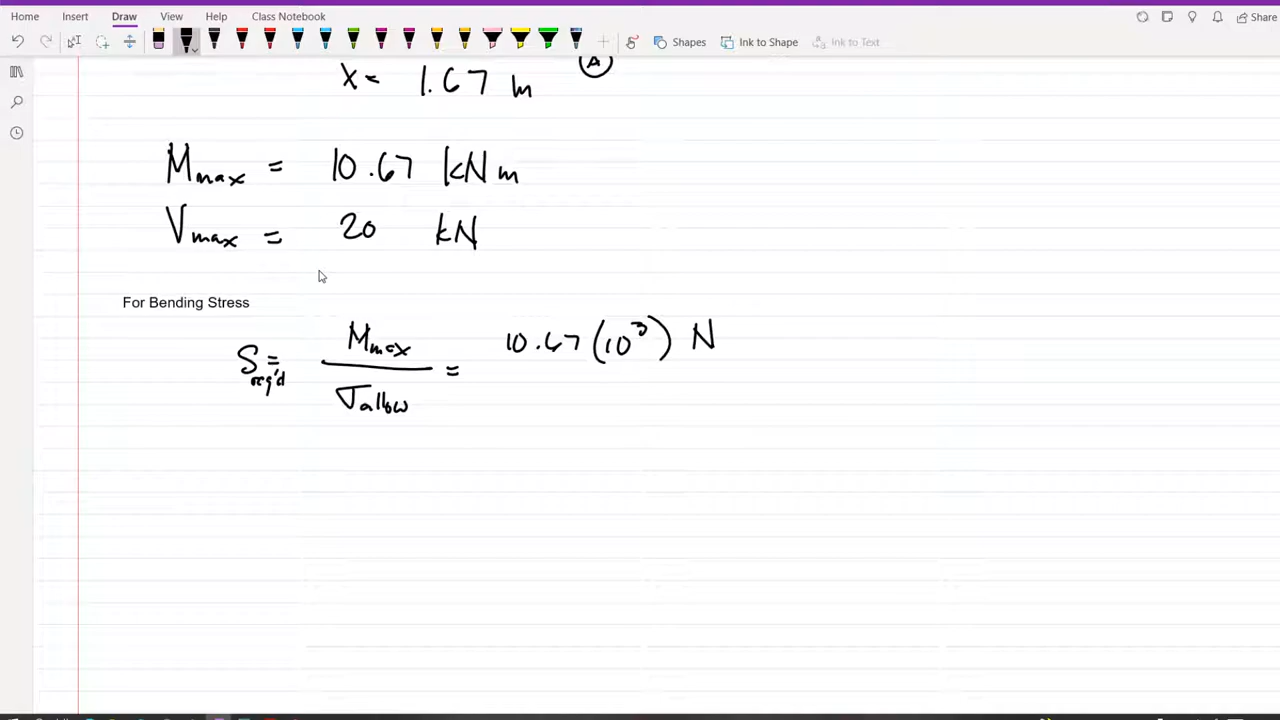 Home Insert Draw View Help Class Notebook Share
Shapes Ink to Shape Ink to Text
A
x = 1.67 m
Mmax = 10.67 kNm
Vmax = 20 kN
For Bending Stress
Sreq'd = Mmax / σallow = 10.67 (10³) N